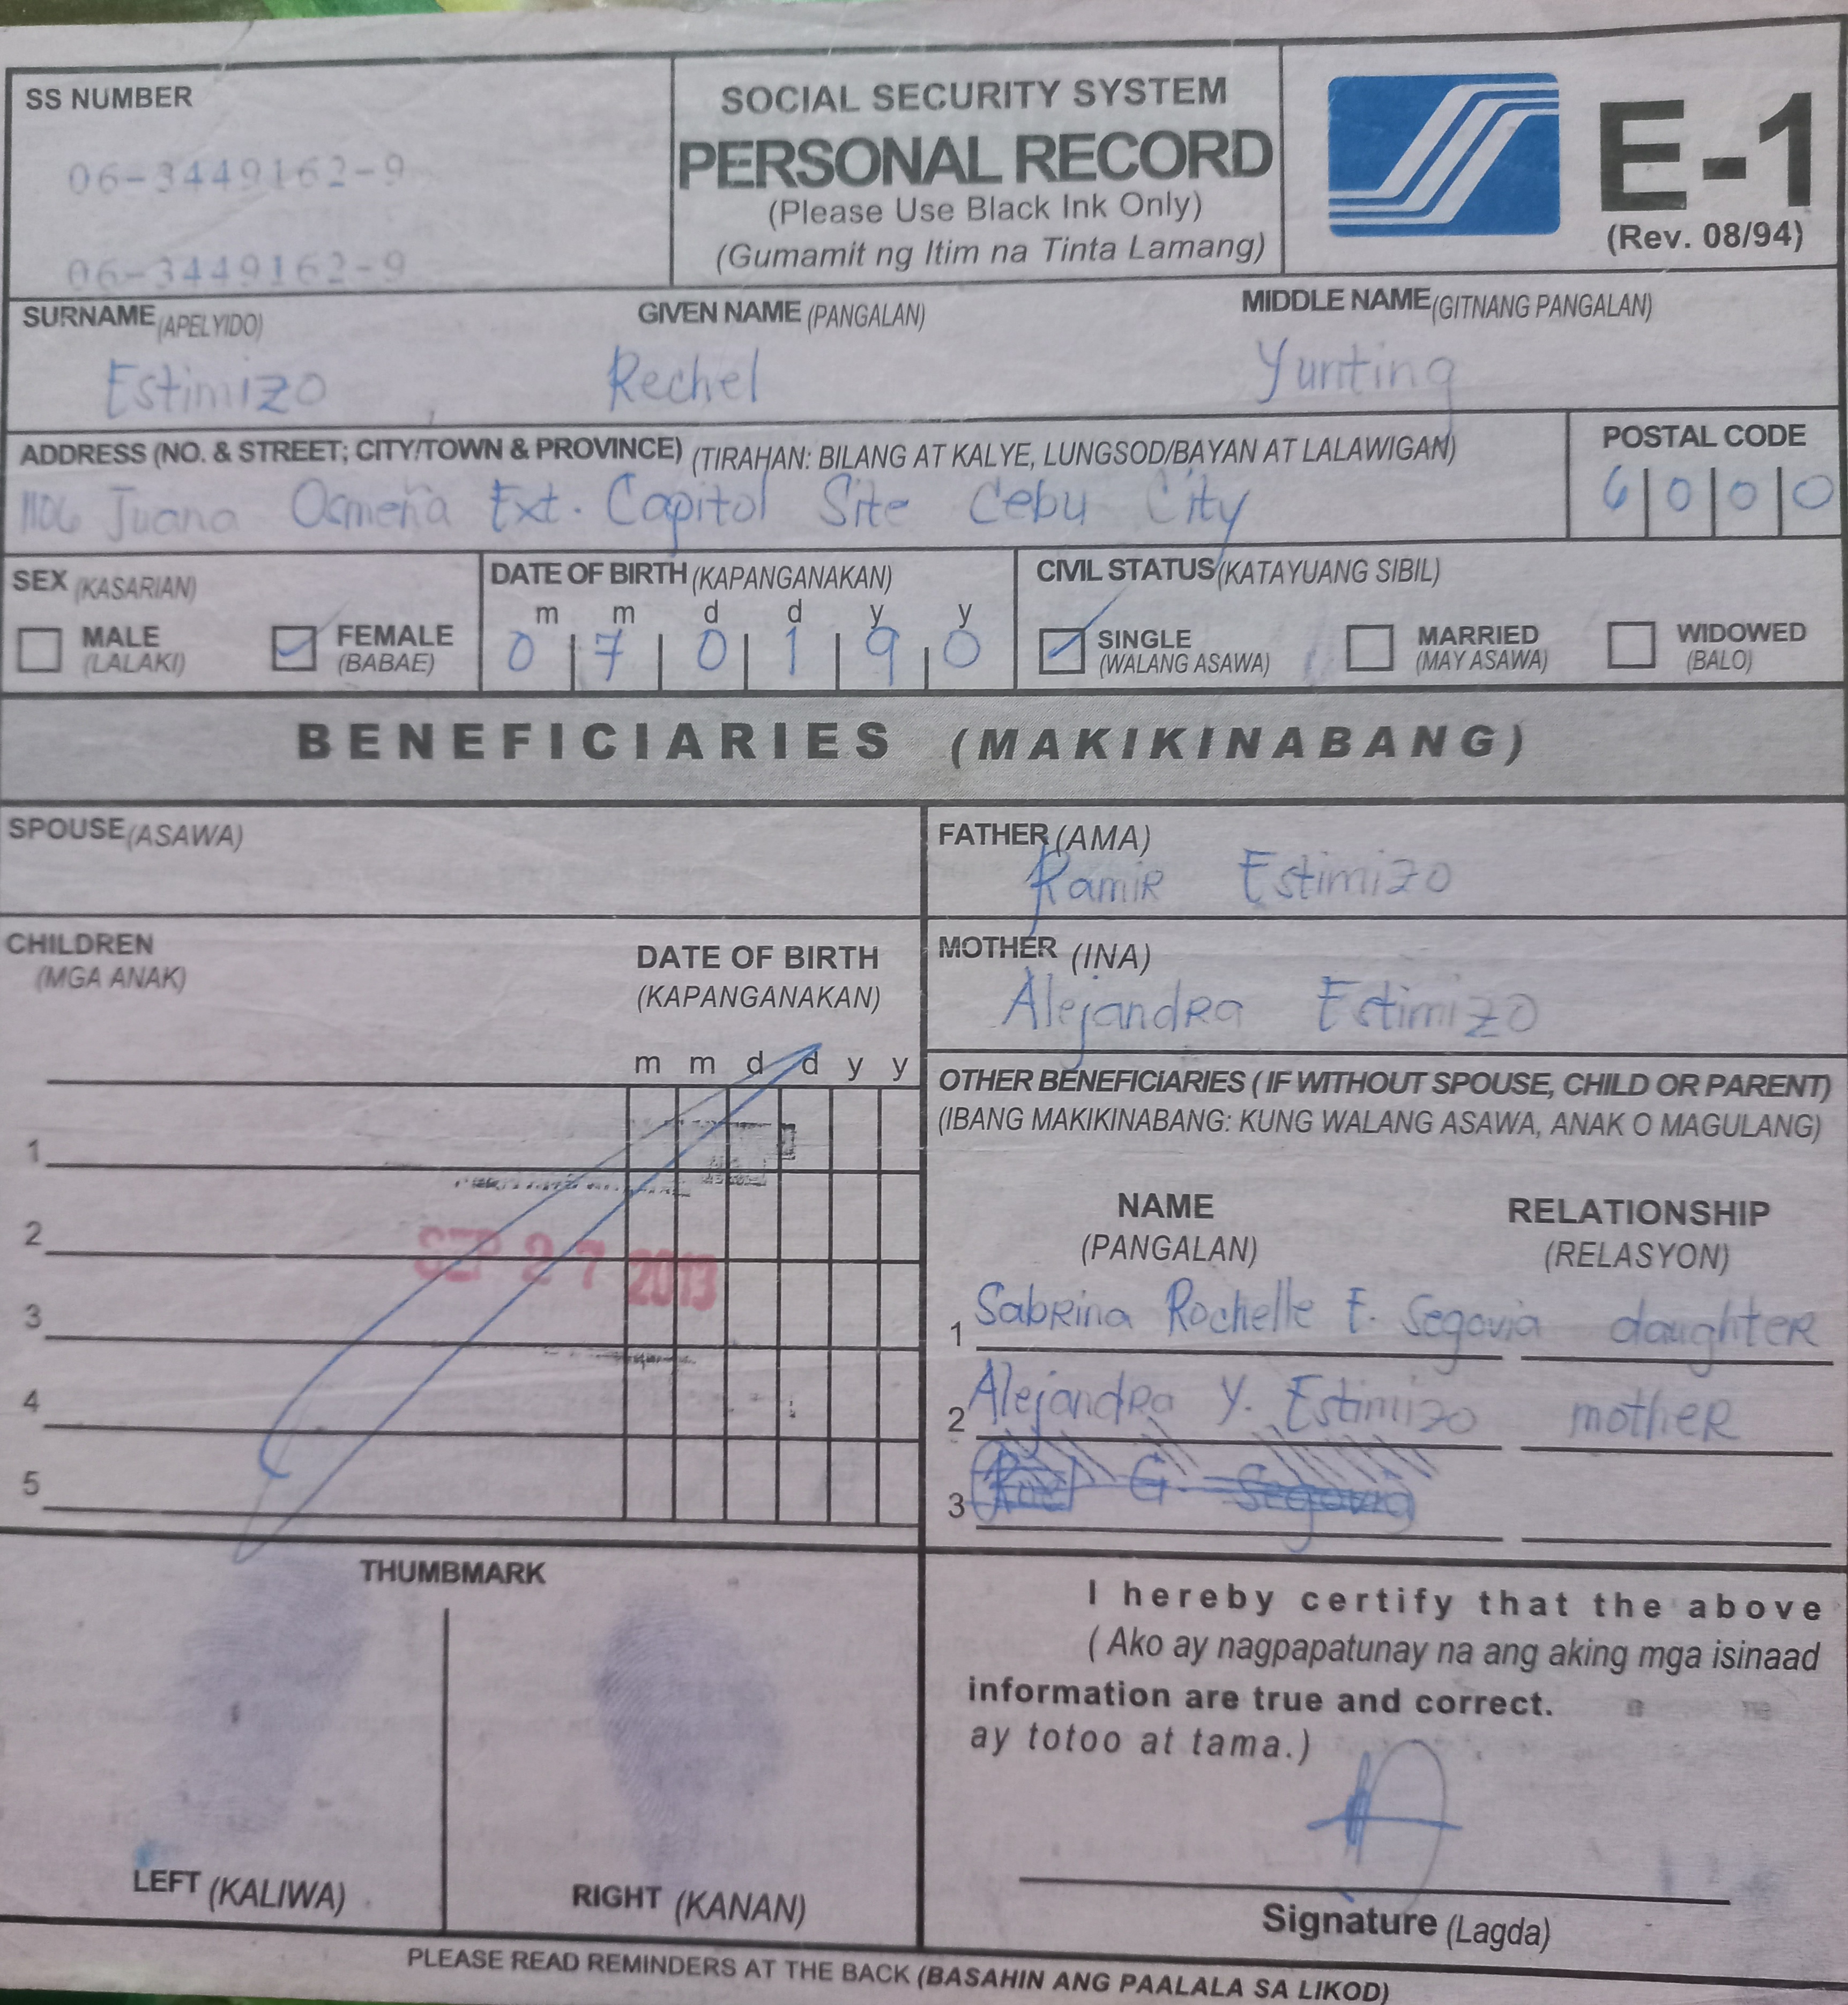 SS NUMBER
06-3449162-9
06-3449162-9
SOCIAL SECURITY SYSTEM
PERSONAL RECORD
(Please Use Black Ink Only)
(Gumamit ng Itim na Tinta Lamang)
E-1
(Rev. 08/94)
SURNAME (APELYIDO) GIVEN NAME (PANGALAN) MIDDLE NAME (GITNANG PANGALAN)
Estimizo Rechel Yunting
ADDRESS (NO. & STREET; CITY/TOWN & PROVINCE) (TIRAHAN: BILANG AT KALYE, LUNGSOD/BAYAN AT LALAWIGAN) POSTAL CODE
1106 Juana Osmeña Ext. Capitol Site Cebu City 6000
SEX (KASARIAN)
MALE (LALAKI)
FEMALE (BABAE)
DATE OF BIRTH (KAPANGANAKAN)
m m d d y y
0 7 0 1 9 0
CIVIL STATUS (KATAYUANG SIBIL)
SINGLE (WALANG ASAWA)
MARRIED (MAY ASAWA)
WIDOWED (BALO)
BENEFICIARIES (MAKIKINABANG)
SPOUSE (ASAWA)
FATHER (AMA)
Ramir Estimizo
CHILDREN
(MGA ANAK)
DATE OF BIRTH
(KAPANGANAKAN)
m m d d y y
1
2
SEP 27 2013
3
4
5
MOTHER (INA)
Alejandra Estimizo
OTHER BENEFICIARIES (IF WITHOUT SPOUSE, CHILD OR PARENT)
(IBANG MAKIKINABANG: KUNG WALANG ASAWA, ANAK O MAGULANG)
NAME RELATIONSHIP
(PANGALAN) (RELASYON)
1 Sabrina Rochelle E. Segovia daughter
2 Alejandra Y. Estimizo mother
3 G. Segovia
THUMBMARK
LEFT (KALIWA)
RIGHT (KANAN)
I hereby certify that the above
(Ako ay nagpapatunay na ang aking mga isinaad
information are true and correct.
ay totoo at tama.)
Signature (Lagda)
PLEASE READ REMINDERS AT THE BACK (BASAHIN ANG PAALALA SA LIKOD)